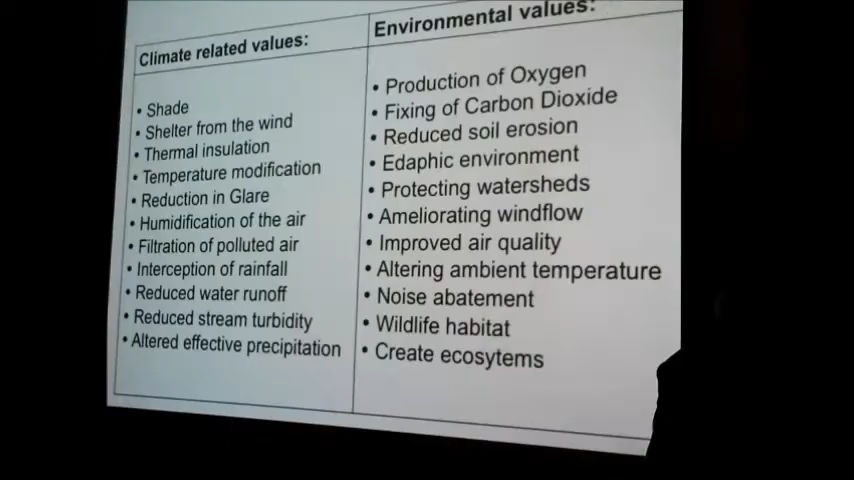 Climate related values:
• Shade
• Shelter from the wind
• Thermal insulation
• Temperature modification
• Reduction in Glare
• Humidification of the air
• Filtration of polluted air
• Interception of rainfall
• Reduced water runoff
• Reduced stream turbidity
• Altered effective precipitation
Environmental values:
• Production of Oxygen
• Fixing of Carbon Dioxide
• Reduced soil erosion
• Edaphic environment
• Protecting watersheds
• Ameliorating windflow
• Improved air quality
• Altering ambient temperature
• Noise abatement
• Wildlife habitat
• Create ecosytems